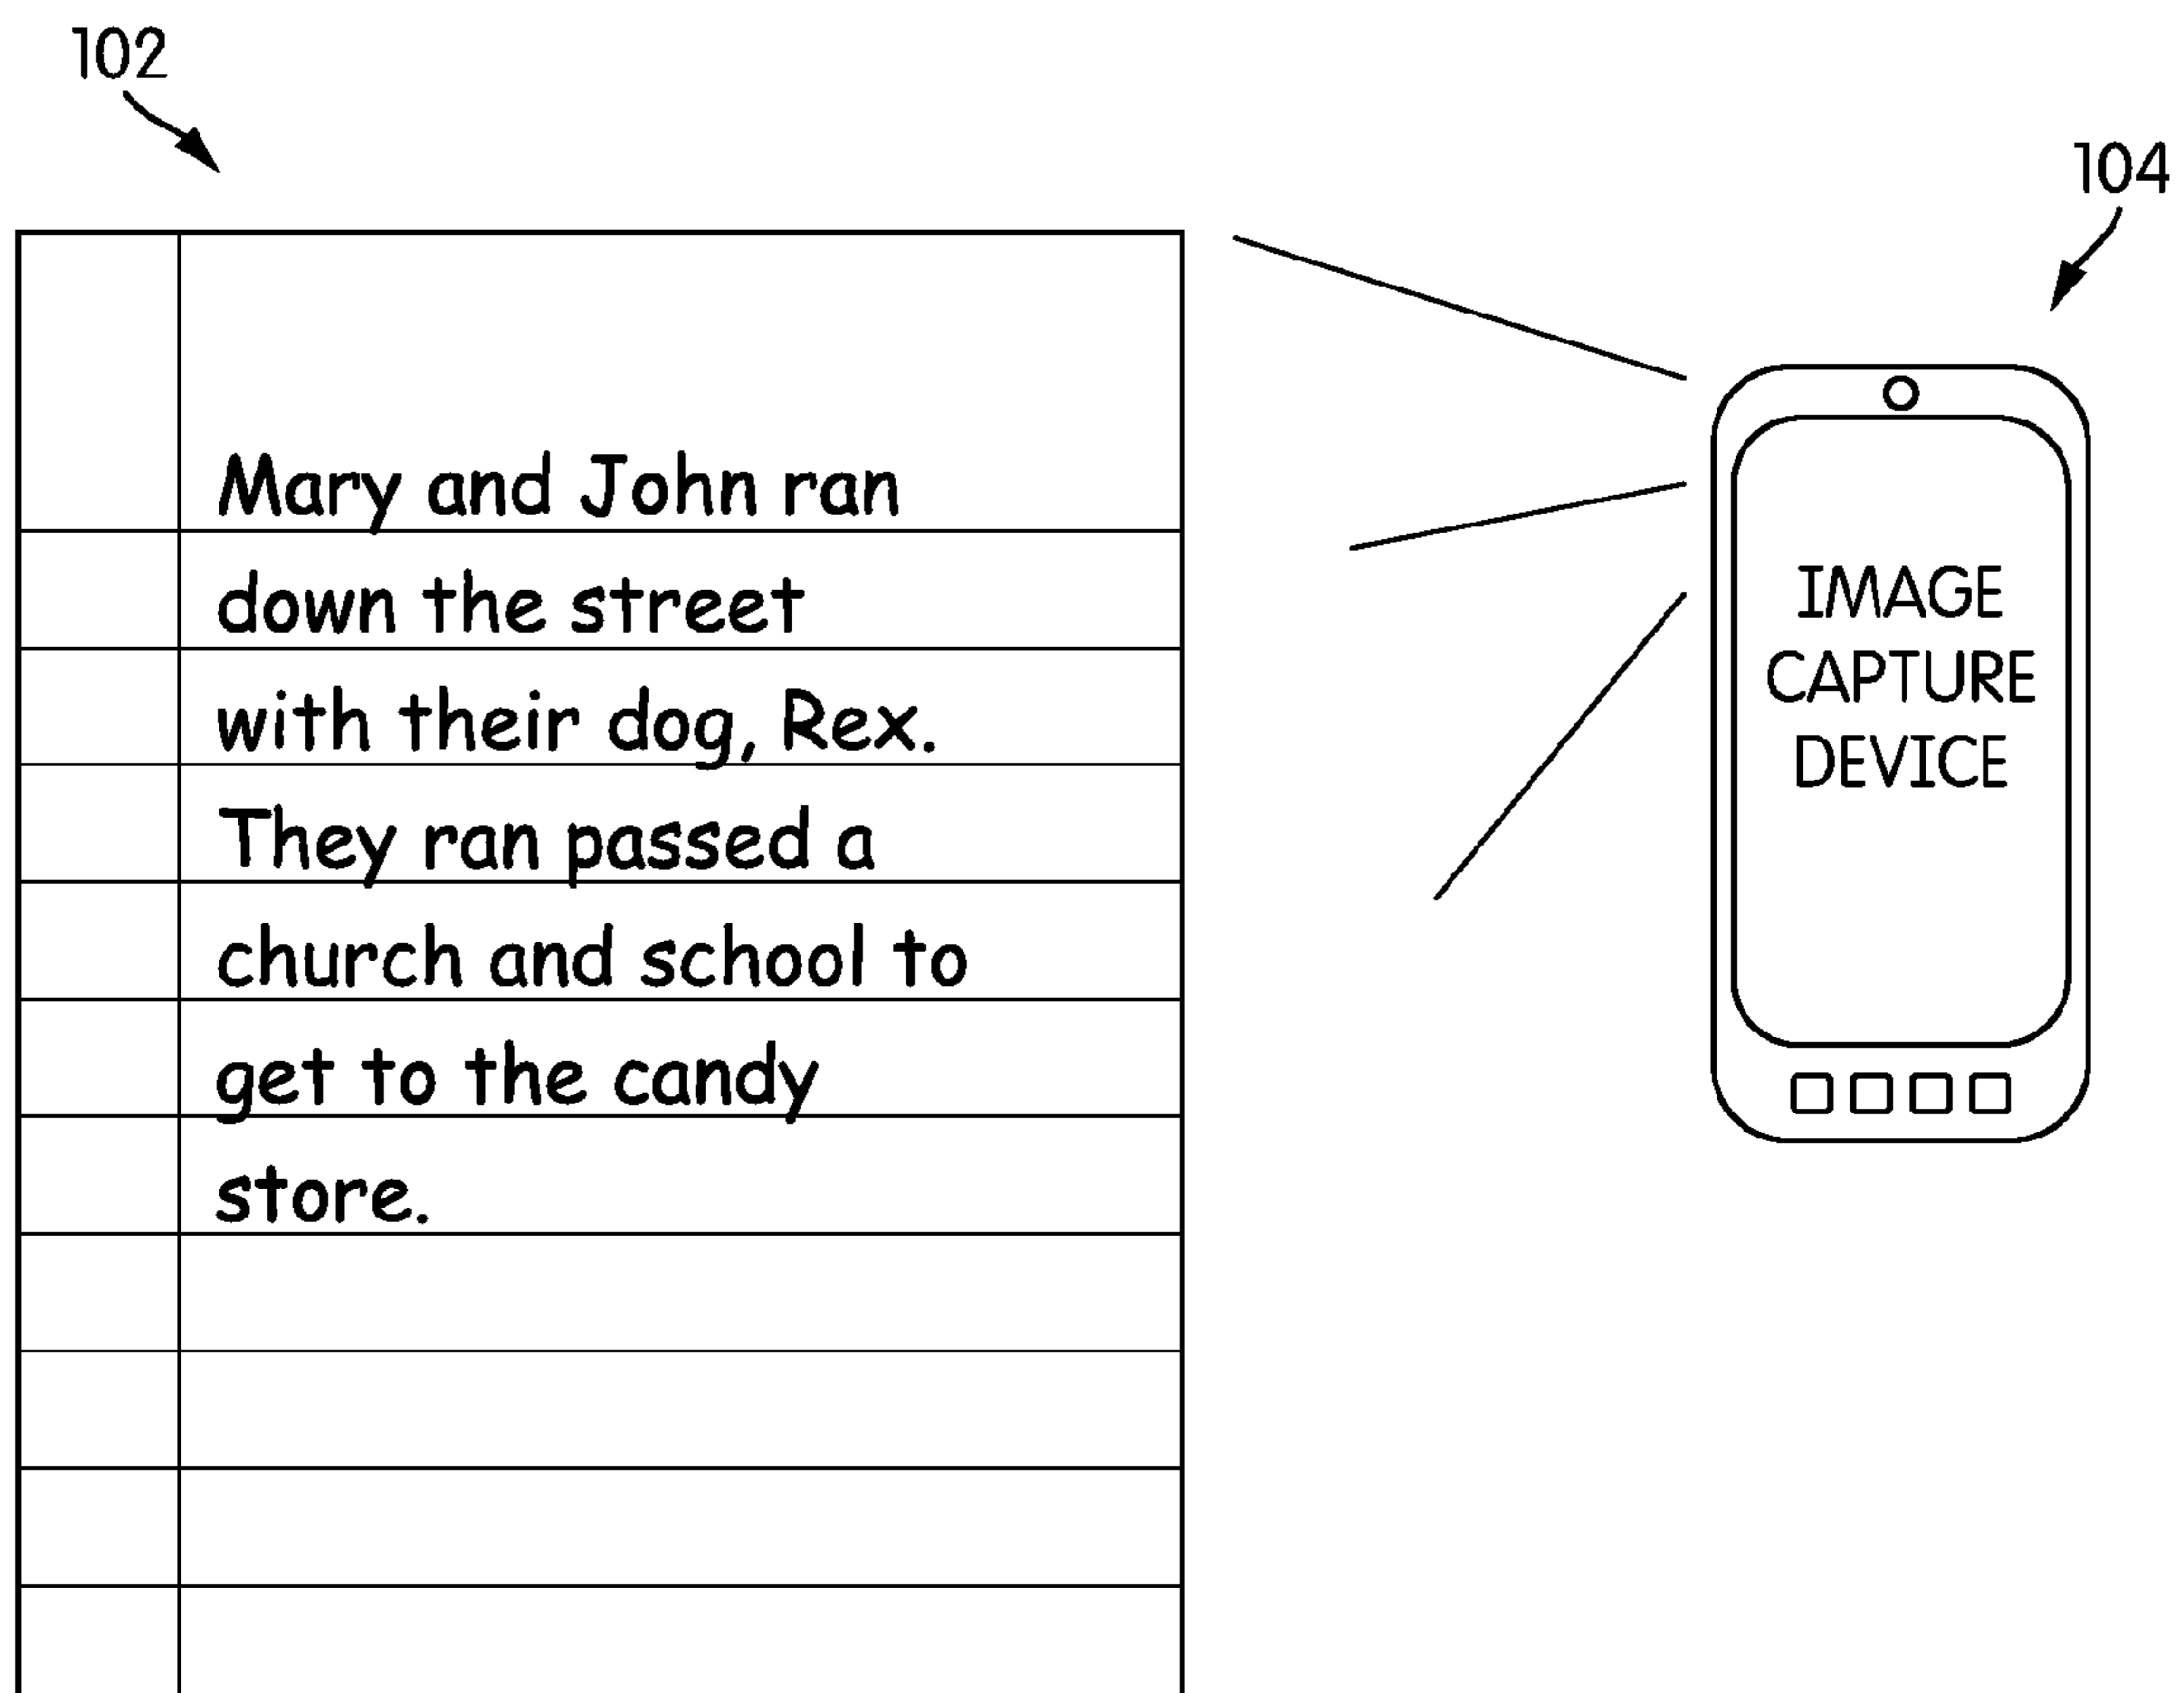 102
104
Mary and John ran
down the street
with their dog, Rex.
They ran passed a
church and school to
get to the candy
store.
IMAGE
CAPTURE
DEVICE